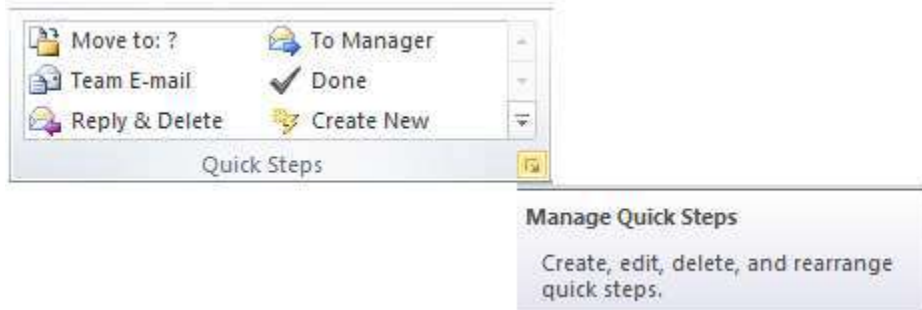 Move to: ? To Manager
Team E-mail Done
Reply & Delete Create New
Quick Steps
Manage Quick Steps
Create, edit, delete, and rearrange
quick steps.